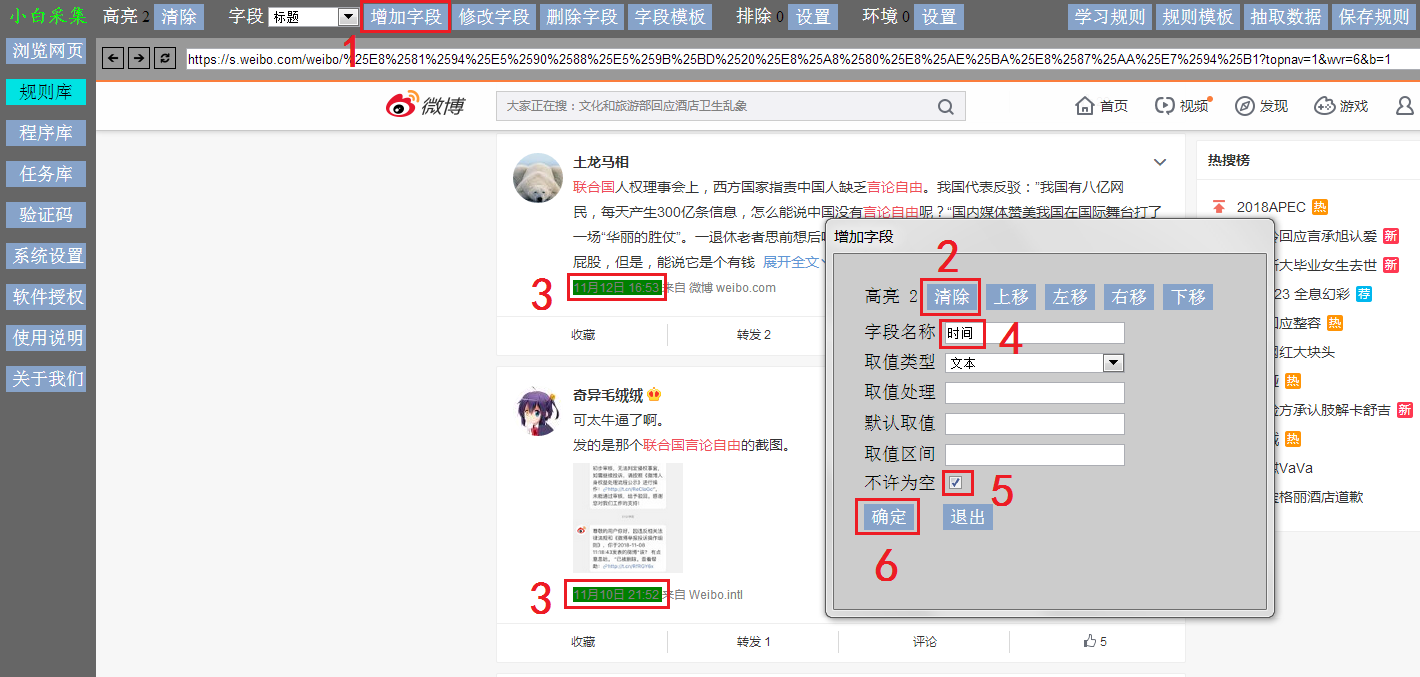 小白采集 高亮 2 清除 字段 标题 增加字段 修改字段 删除字段 字段模板 排除 0 设置 环境 0 设置 学习规则 规则模板 抽取数据 保存规则
1
浏览网页
https://s.weibo.com/weibo/%25E8%2581%2594%25E5%2590%2588%25E5%259B%25BD%2520%25E8%25A8%2580%25E8%25AE%25BA%25E8%2587%25AA%25E7%2594%25B1?topnav=1&wvr=6&b=1
规则库
程序库
任务库
验证码
系统设置
软件授权
使用说明
关于我们
微博
大家正在搜：文化和旅游部回应酒店卫生乱象
首页 视频 发现 游戏
土龙马相
联合国人权理事会上，西方国家指责中国人缺乏言论自由。我国代表反驳："我国有八亿网
民，每天产生300亿条信息，怎么能说中国没有言论自由呢？"国内媒体赞美我国在国际舞台打了
一场"华丽的胜仗"。一退休老者思前想后
屁股，但是，能说它是个有钱 展开全文
3
11月12日 16:53 来自 微博 weibo.com
收藏 转发 2
奇异毛绒绒
可太牛逼了啊。
发的是那个联合国言论自由的截图。
3
11月10日 21:52 来自 Weibo.intl
收藏 转发 1 评论 5
增加字段
2
高亮 2 清除 上移 左移 右移 下移
字段名称 时间
4
取值类型 文本
取值处理
默认取值
取值区间
不许为空
5
确定 退出
6
热搜榜
2018APEC 热
回应言承旭认爱 新
大毕业女生去世 新
23 全息幻彩 荐
应整容 热
网红大块头
热
方承认肢解卡舒吉 新
热
VaVa
格丽酒店道歉